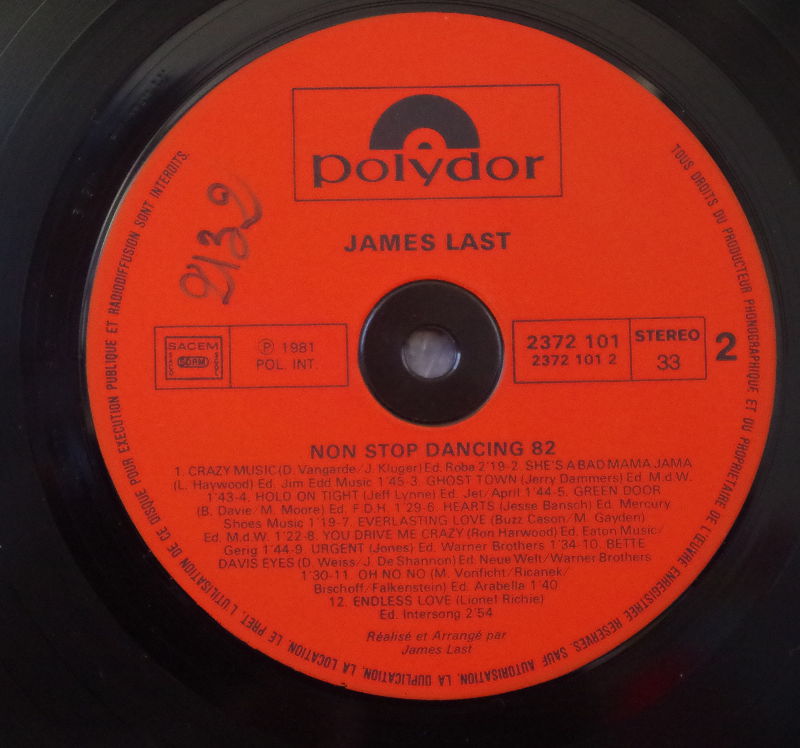 polydor
JAMES LAST
2132
SACEM
SACEM SDRM SACEM
℗ 1981
POL. INT.
2372 101
2372 101 2
STEREO
33
2
NON STOP DANCING 82
1. CRAZY MUSIC (D. Vangarde/J. Kluger) Ed. Roba 2'19-2. SHE'S A BAD MAMA JAMA
(L. Haywood) Ed. Jim Edd Music 1'45-3. GHOST TOWN (Jerry Dammers) Ed. M.d.W.
1'43-4. HOLD ON TIGHT (Jeff Lynne) Ed. Jet/April 1'44-5. GREEN DOOR
(B. Davie/M. Moore) Ed. F.D.H. 1'29-6. HEARTS (Jesse Bansch) Ed. Mercury
Shoes Music 1'19-7. EVERLASTING LOVE (Buzz Cason/M. Gayden)
Ed. M.d.W. 1'22-8. YOU DRIVE ME CRAZY (Ron Harwood) Ed. Eaton Music/
Gerig 1'44-9. URGENT (Jones) Ed. Warner Brothers 1'34-10. BETTE
DAVIS EYES (D. Weiss/J. De Shannon) Ed Neue Welt/Warner Brothers
1'30-11. OH NO NO (M. Vonficht/Ricanek/
Bischoff/Falkenstein) Ed. Arabella 1'40
12. ENDLESS LOVE (Lionel Richie)
Ed. Intersong 2'54
Réalisé et Arrangé par
James Last
TOUS DROITS DU PRODUCTEUR PHONOGRAPHIQUE ET DU PROPRIETAIRE DE L'ŒUVRE ENREGISTREE RESERVES. SAUF AUTORISATION, LA DUPLICATION, LA LOCATION, LE PRET, L'UTILISATION DE CE DISQUE POUR EXECUTION PUBLIQUE ET RADIODIFFUSION SONT INTERDITS.